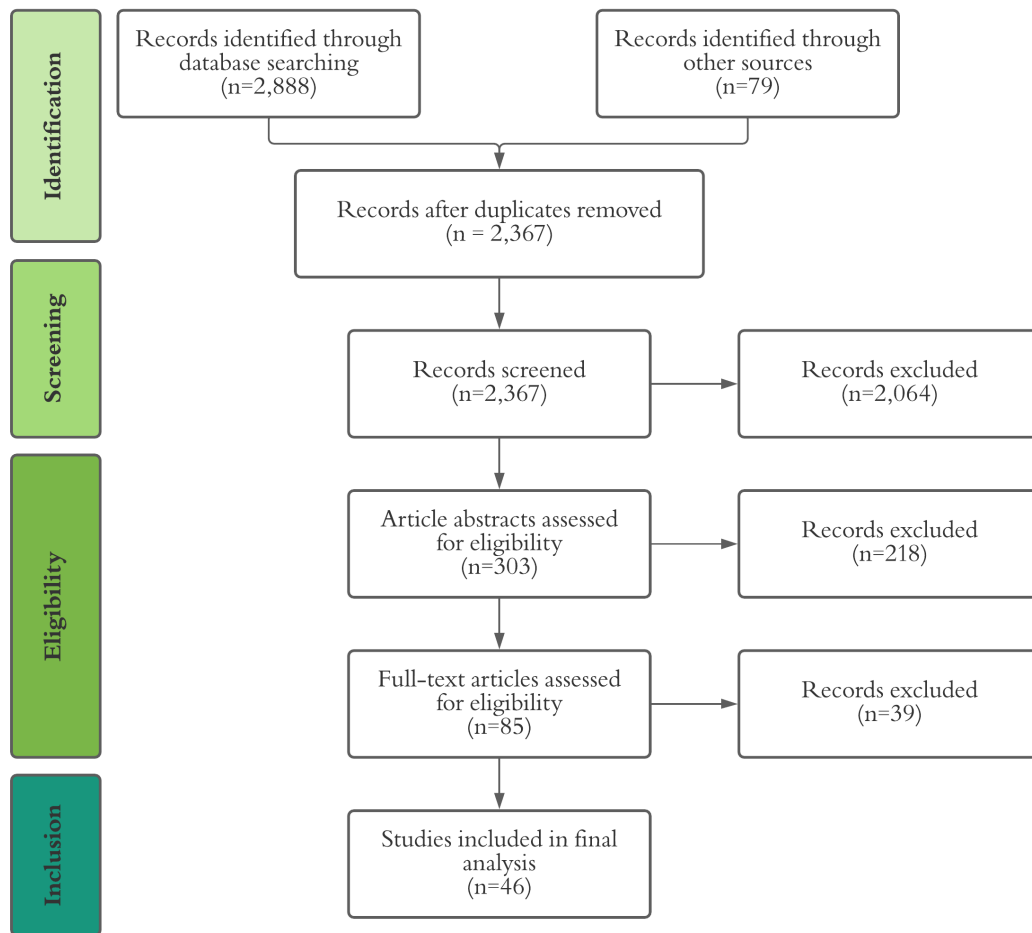 Identification
Records identified through
database searching
(n=2,888)
Records identified through
other sources
(n=79)
Records after duplicates removed
(n = 2,367)
Screening
Records screened
(n=2,367)
Records excluded
(n=2,064)
Eligibility
Article abstracts assessed
for eligibility
(n=303)
Records excluded
(n=218)
Full-text articles assessed
for eligibility
(n=85)
Records excluded
(n=39)
Inclusion
Studies included in final
analysis
(n=46)